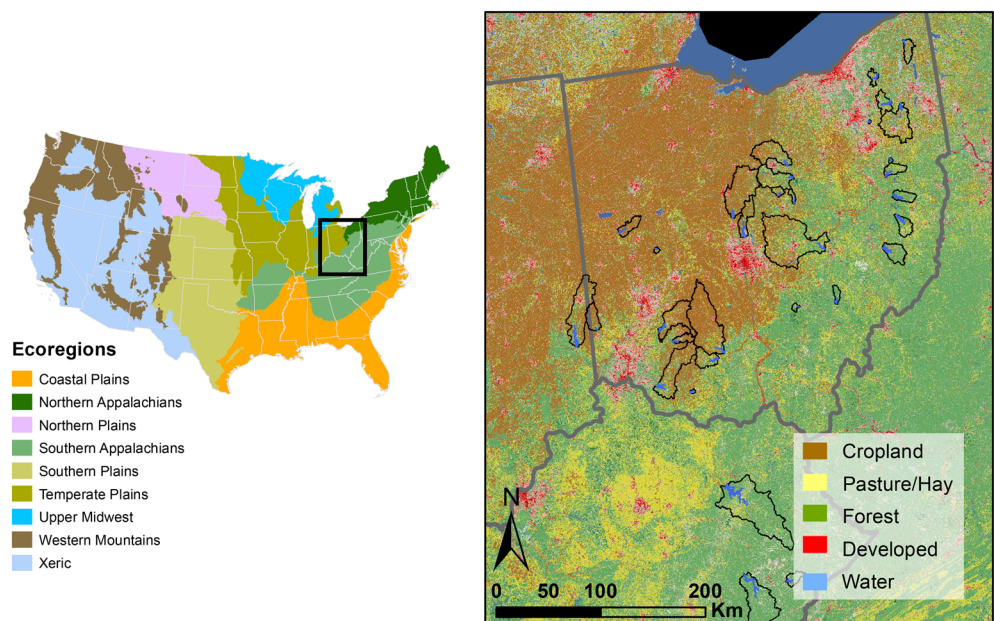 Ecoregions
Coastal Plains
Northern Appalachians
Northern Plains
Southern Appalachians
Southern Plains
Temperate Plains
Upper Midwest
Western Mountains
Xeric
Cropland
Pasture/Hay
Forest
Developed
Water
N
0 50 100 200
Km